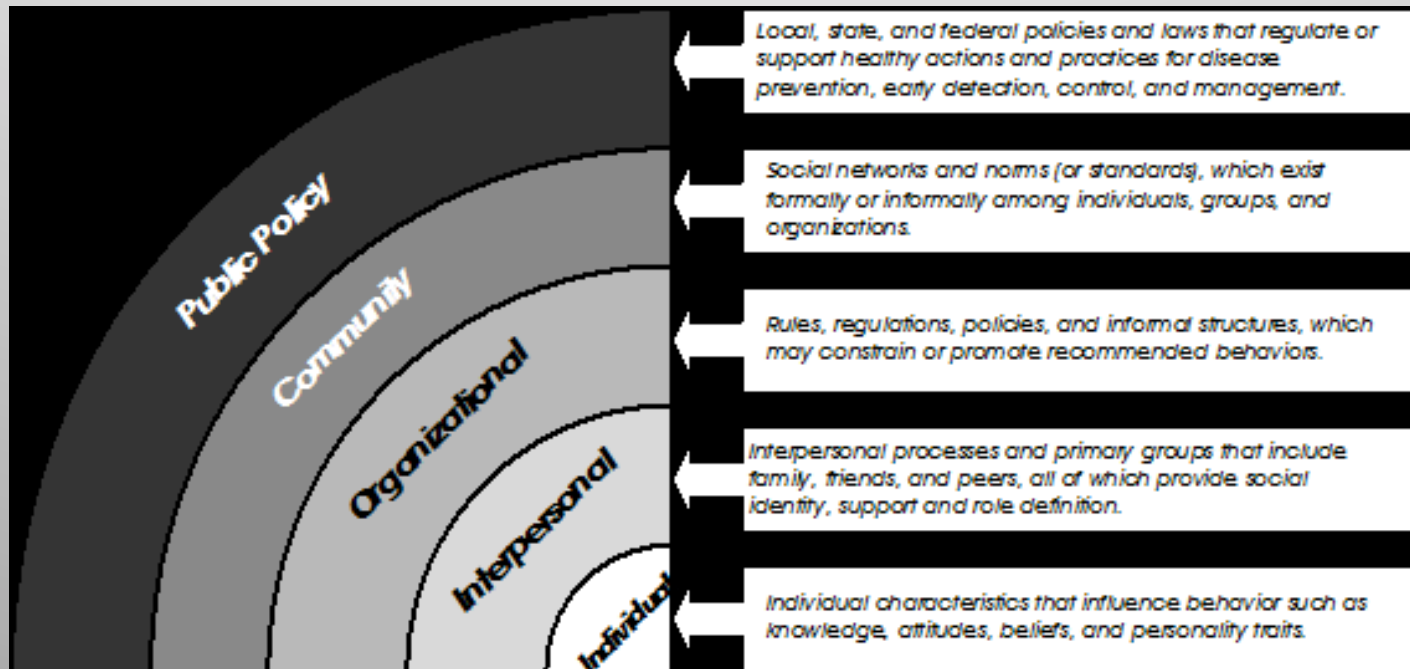 Public Policy
Local, state, and federal policies and laws that regulate or
support healthy actions and practices for disease
prevention, early detection, control, and management.
Community
Social networks and norms (or standards), which exist
formally or informally among individuals, groups, and
organizations.
Organizational
Rules, regulations, policies, and informal structures, which
may constrain or promote recommended behaviors.
Interpersonal
Interpersonal processes and primary groups that include
family, friends, and peers, all of which provide social
identity, support and role definition.
Individual
Individual characteristics that influence behavior such as
knowledge, attitudes, beliefs, and personality traits.